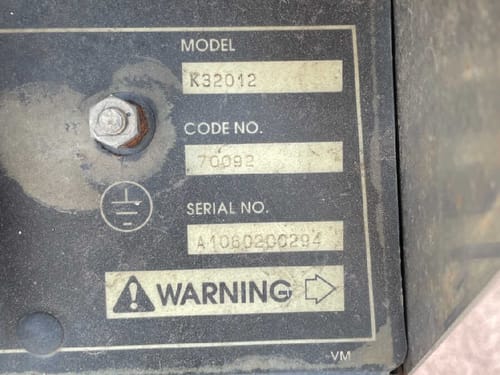 MODEL
K32012
CODE NO.
70092
SERIAL NO.
A1060200294
WARNING
VM